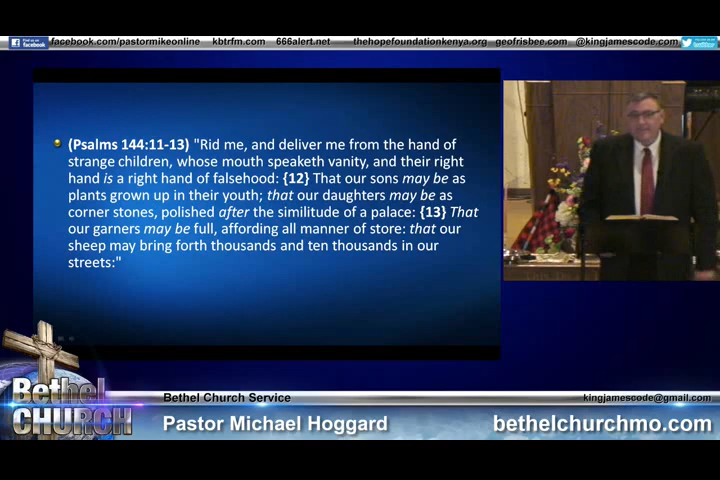 Find us on facebook facebook.com/pastormikeonline kbtrfm.com 666alert.net thehopefoundationkenya.org geofrisbee.com @kingjamescode.com
(Psalms 144:11-13) "Rid me, and deliver me from the hand of
strange children, whose mouth speaketh vanity, and their right
hand is a right hand of falsehood: {12} That our sons may be as
plants grown up in their youth; that our daughters may be as
corner stones, polished after the similitude of a palace: {13} That
our garners may be full, affording all manner of store: that our
sheep may bring forth thousands and ten thousands in our
streets:"
Bethel
CHURCH
Bethel Church Service
kingjamescode@gmail.com
Pastor Michael Hoggard
bethelchurchmo.com